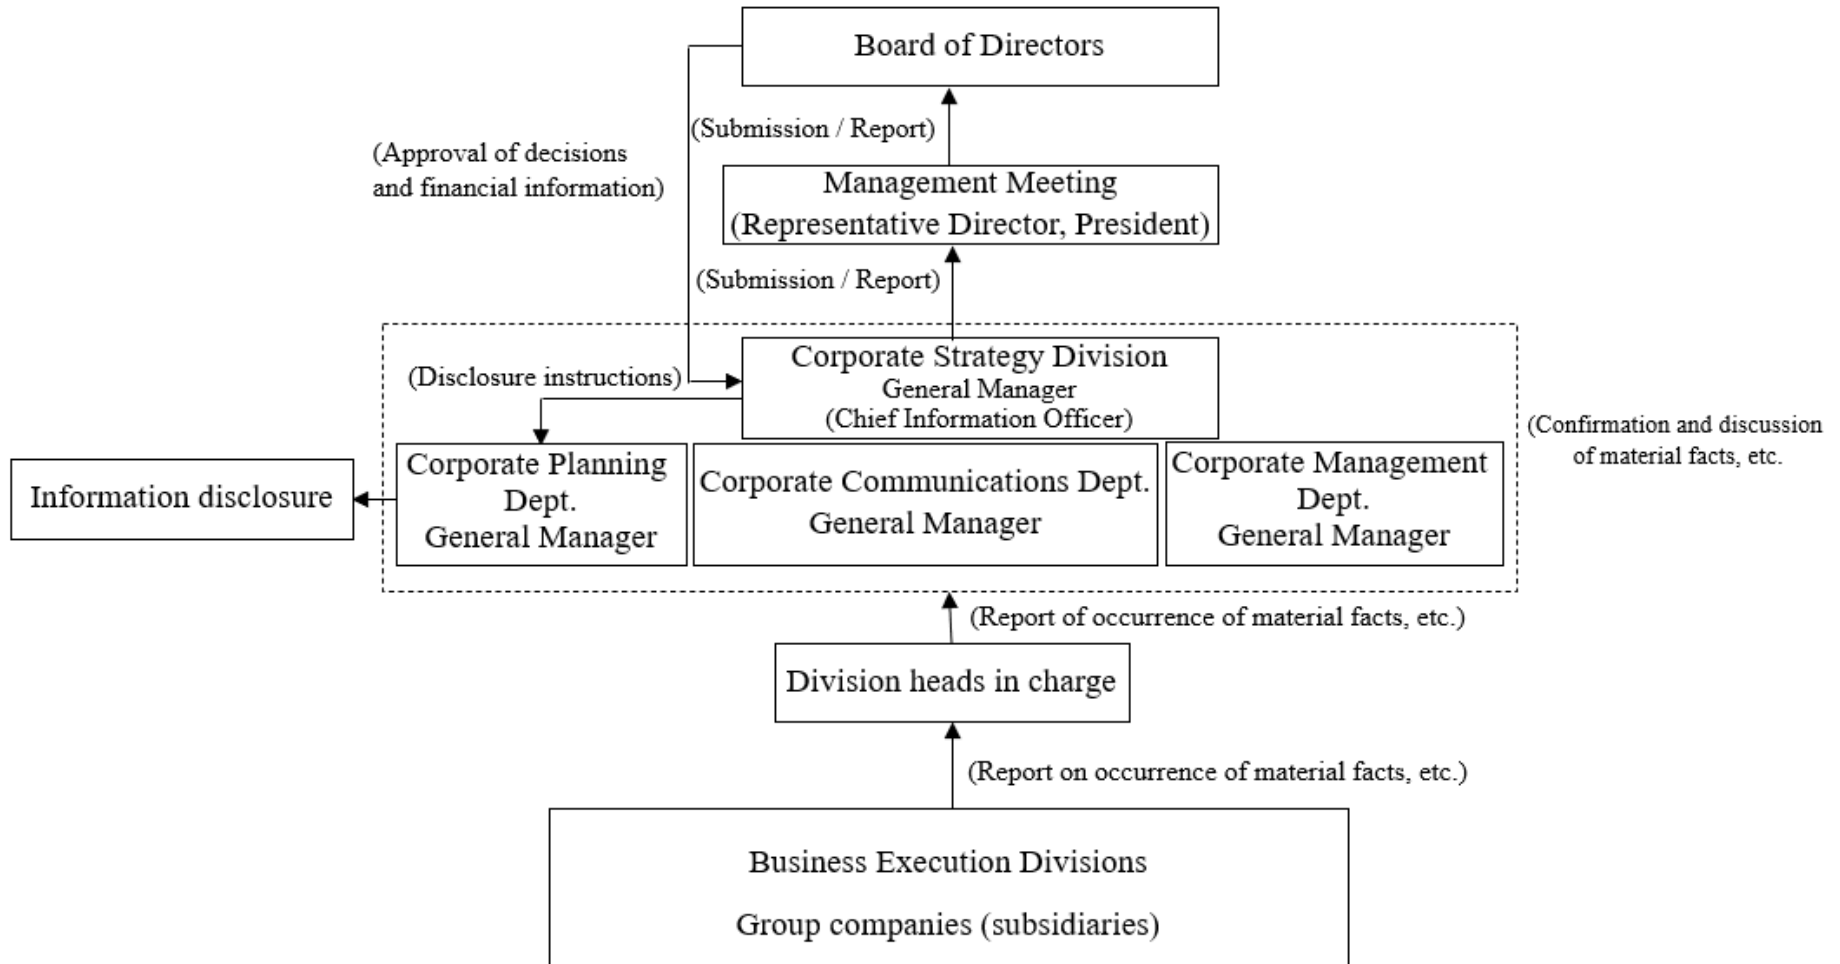 Board of Directors
(Submission / Report)
(Approval of decisions
and financial information)
Management Meeting
(Representative Director, President)
(Submission / Report)
Corporate Strategy Division
General Manager
(Chief Information Officer)
(Disclosure instructions)
(Confirmation and discussion
of material facts, etc.
Information disclosure
Corporate Planning
Dept.
General Manager
Corporate Communications Dept.
General Manager
Corporate Management
Dept.
General Manager
(Report of occurrence of material facts, etc.)
Division heads in charge
(Report on occurrence of material facts, etc.)
Business Execution Divisions
Group companies (subsidiaries)